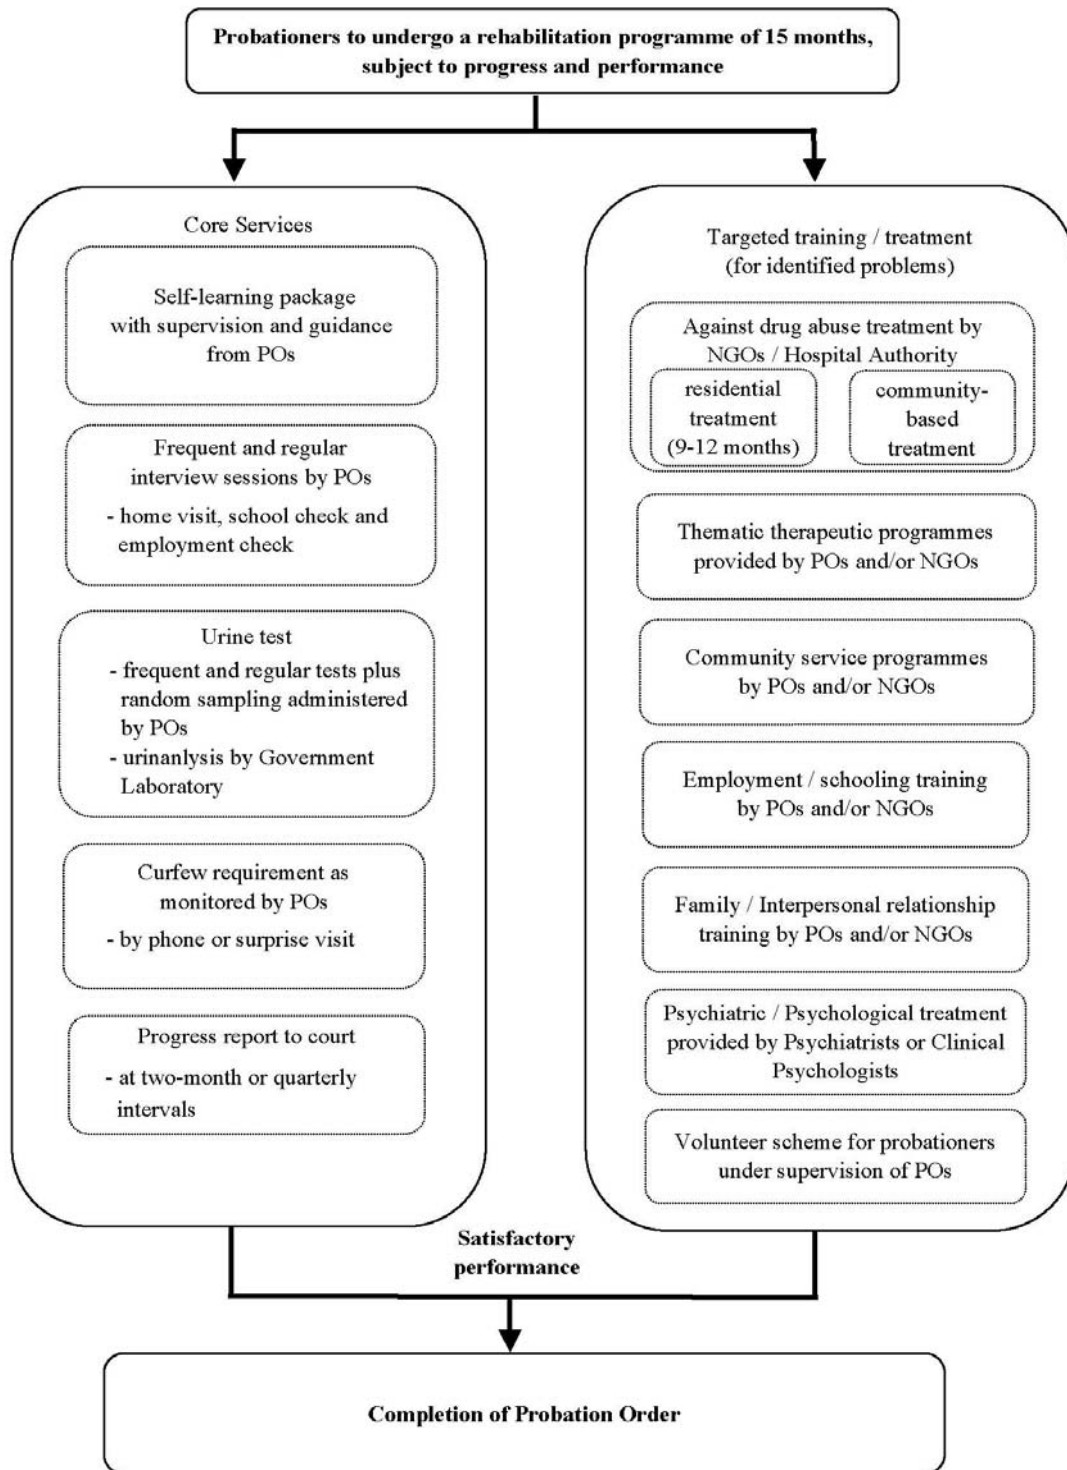 Probationers to undergo a rehabilitation programme of 15 months,
subject to progress and performance
Core Services
Self-learning package
with supervision and guidance
from POs
Frequent and regular
interview sessions by POs
- home visit, school check and
employment check
Urine test
- frequent and regular tests plus
random sampling administered
by POs
- urinanlysis by Government
Laboratory
Curfew requirement as
monitored by POs
- by phone or surprise visit
Progress report to court
- at two-month or quarterly
intervals
Targeted training / treatment
(for identified problems)
Against drug abuse treatment by
NGOs / Hospital Authority
residential
treatment
(9-12 months)
community-
based
treatment
Thematic therapeutic programmes
provided by POs and/or NGOs
Community service programmes
by POs and/or NGOs
Employment / schooling training
by POs and/or NGOs
Family / Interpersonal relationship
training by POs and/or NGOs
Psychiatric / Psychological treatment
provided by Psychiatrists or Clinical
Psychologists
Volunteer scheme for probationers
under supervision of POs
Satisfactory
performance
Completion of Probation Order